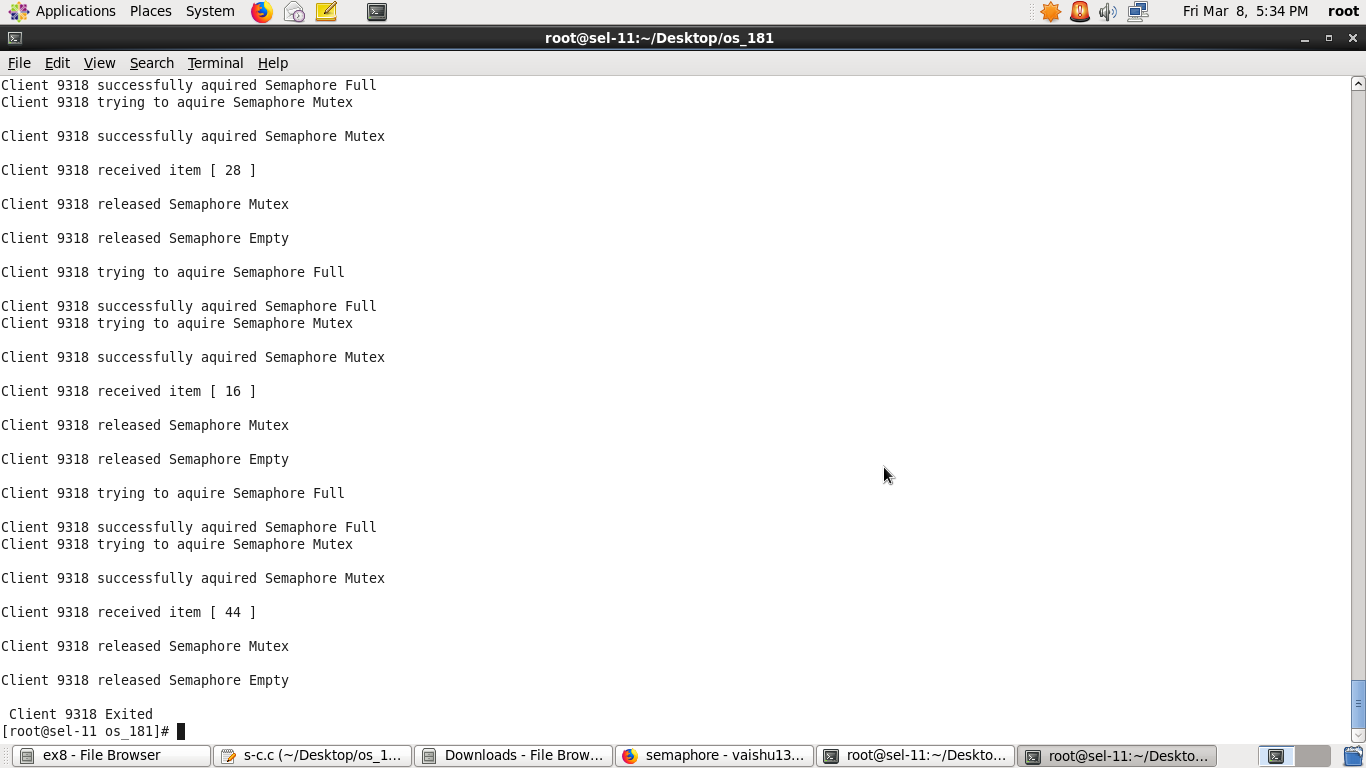 Applications Places System Fri Mar 8, 5:34 PM root
root@sel-11:~/Desktop/os_181
File Edit View Search Terminal Help
Client 9318 successfully aquired Semaphore Full
Client 9318 trying to aquire Semaphore Mutex
Client 9318 successfully aquired Semaphore Mutex
Client 9318 received item [ 28 ]
Client 9318 released Semaphore Mutex
Client 9318 released Semaphore Empty
Client 9318 trying to aquire Semaphore Full
Client 9318 successfully aquired Semaphore Full
Client 9318 trying to aquire Semaphore Mutex
Client 9318 successfully aquired Semaphore Mutex
Client 9318 received item [ 16 ]
Client 9318 released Semaphore Mutex
Client 9318 released Semaphore Empty
Client 9318 trying to aquire Semaphore Full
Client 9318 successfully aquired Semaphore Full
Client 9318 trying to aquire Semaphore Mutex
Client 9318 successfully aquired Semaphore Mutex
Client 9318 received item [ 44 ]
Client 9318 released Semaphore Mutex
Client 9318 released Semaphore Empty
Client 9318 Exited
[root@sel-11 os_181]#
ex8 - File Browser s-c.c (~/Desktop/os_1... Downloads - File Brow... semaphore - vaishu13... root@sel-11:~/Deskto... root@sel-11:~/Deskto...